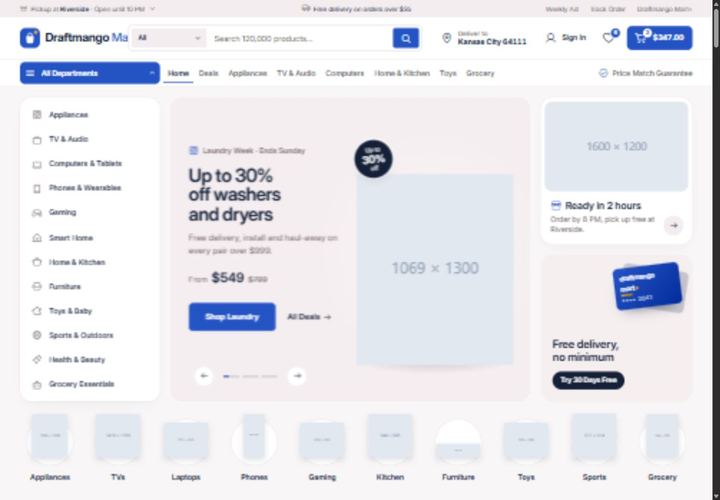 Pickup at Riverside · Open until 10 PM
Free delivery on orders over $35
Weekly Ad
Track Order
Draftmango Mart+
Draftmango Ma
All
Search 120,000 products...
Deliver to
Kansas City 64111
Sign In
$347.00
All Departments
Home
Deals
Appliances
TV & Audio
Computers
Home & Kitchen
Toys
Grocery
Price Match Guarantee
Appliances
TV & Audio
Computers & Tablets
Phones & Wearables
Gaming
Smart Home
Home & Kitchen
Furniture
Toys & Baby
Sports & Outdoors
Health & Beauty
Grocery Essentials
Laundry Week · Ends Sunday
Up to 30%
off washers
and dryers
Free delivery, install and haul-away on
every pair over $999.
From $549 $799
Shop Laundry
All Deals →
Up to
30%
off
1069 × 1300
1600 × 1200
Ready in 2 hours
Order by 8 PM, pick up free at
Riverside.
draftmango
mart+
Free delivery,
no minimum
Try 30 Days Free
Appliances
TVs
Laptops
Phones
Gaming
Kitchen
Furniture
Toys
Sports
Grocery